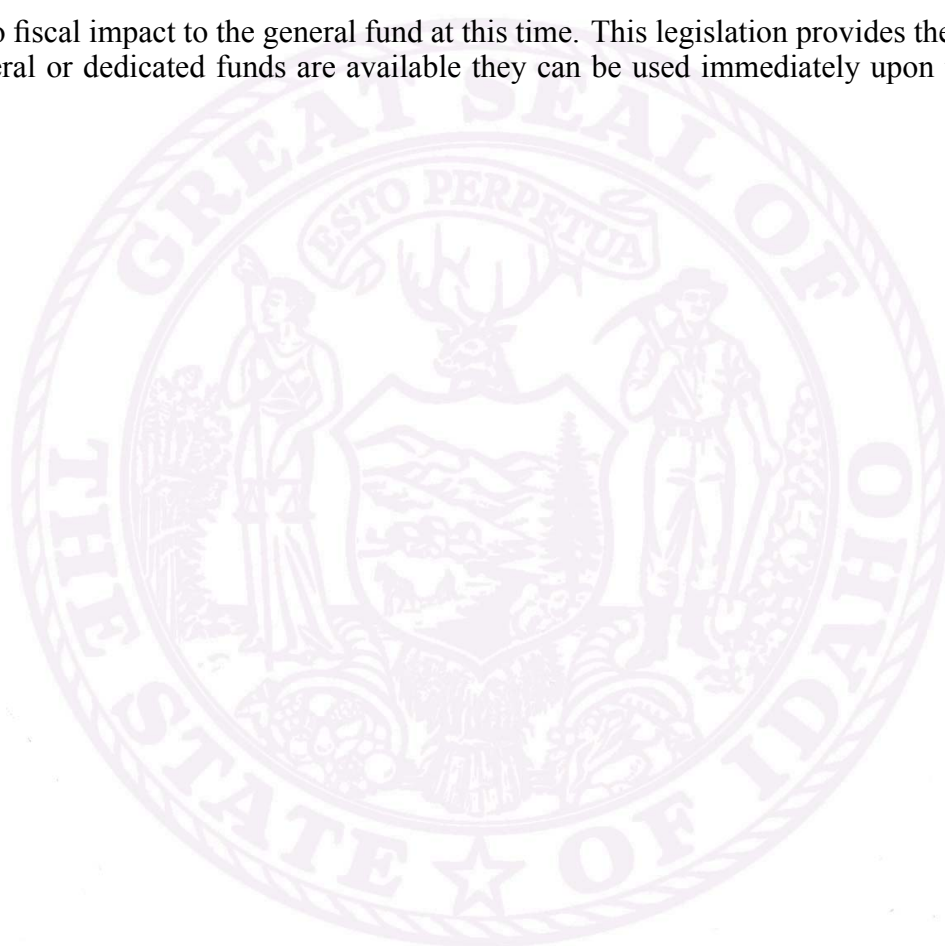 o fiscal impact to the general fund at this time. This legislation provides the
eral or dedicated funds are available they can be used immediately upon
GREAT SEAL OF
ESTO PERPETUA
THE STATE OF IDAHO